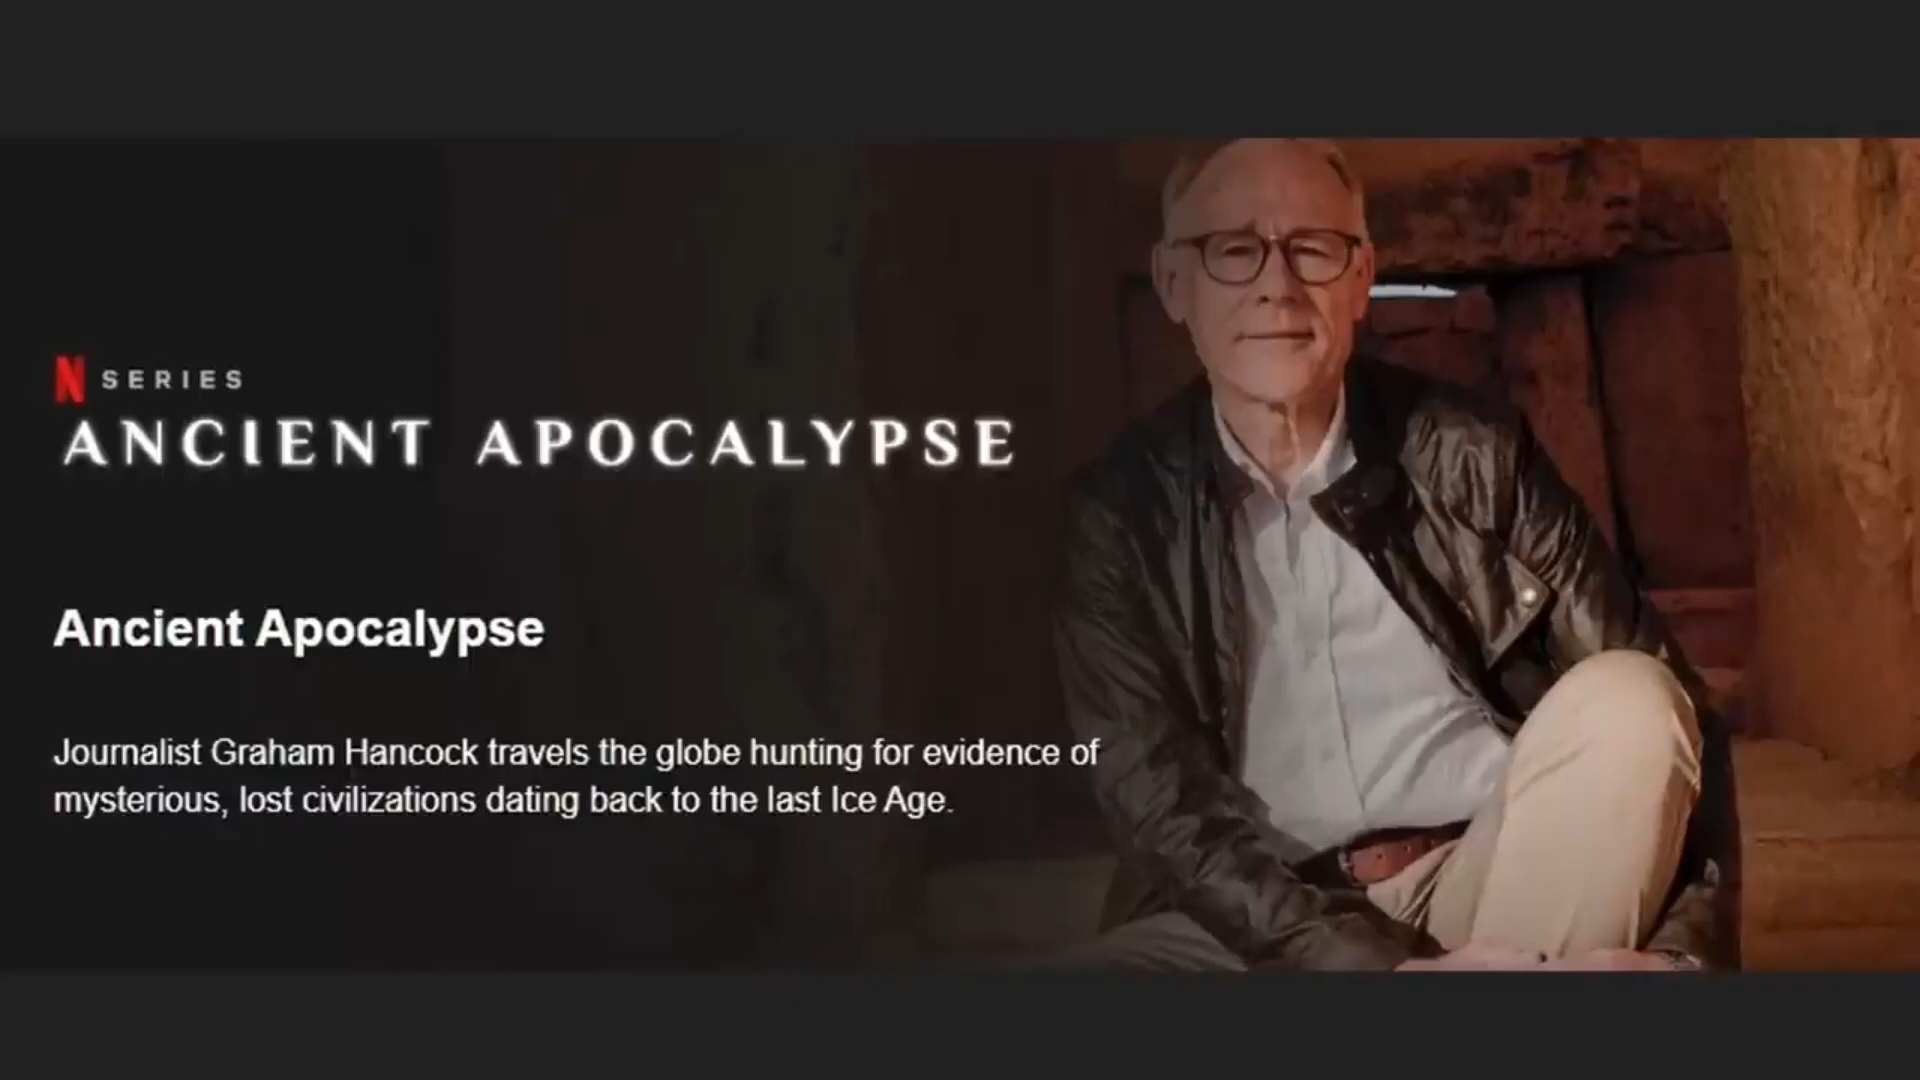 N SERIES
ANCIENT APOCALYPSE
Ancient Apocalypse
Journalist Graham Hancock travels the globe hunting for evidence of
mysterious, lost civilizations dating back to the last Ice Age.